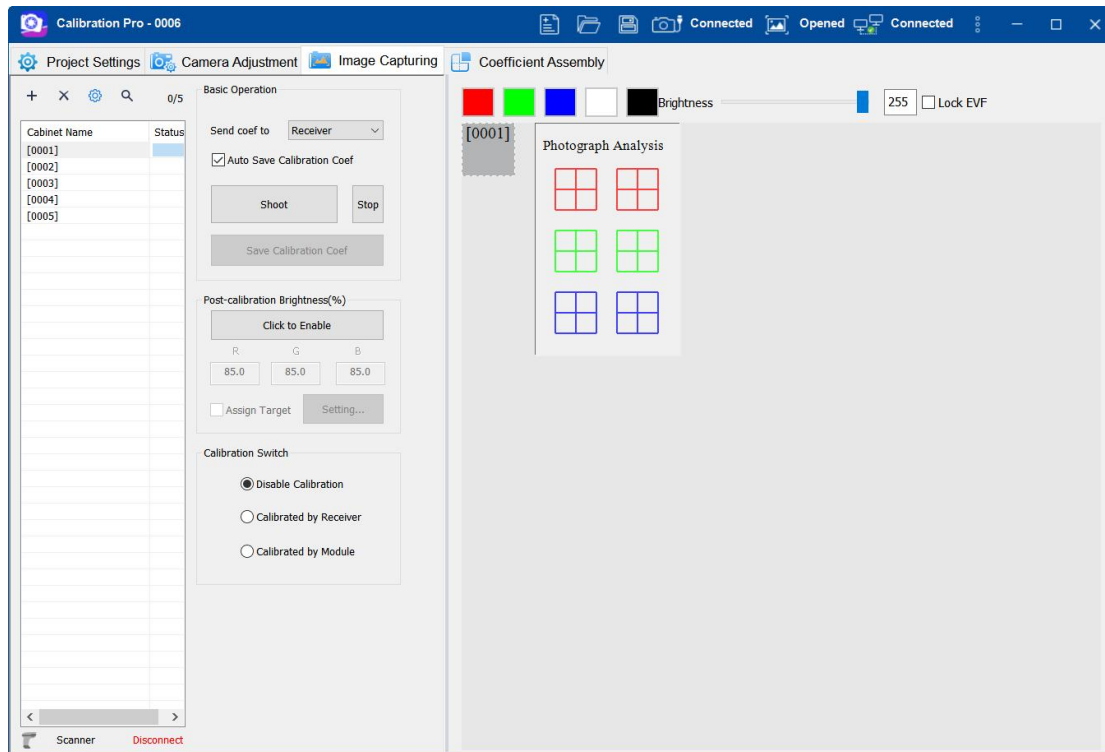 Calibration Pro - 0006
Connected
Opened
Connected
Project Settings
Camera Adjustment
Image Capturing
Coefficient Assembly
0/5
Cabinet Name Status
[0001]
[0002]
[0003]
[0004]
[0005]
Scanner Disconnect
Basic Operation
Send coef to Receiver
Auto Save Calibration Coef
Shoot Stop
Save Calibration Coef
Post-calibration Brightness(%)
Click to Enable
R G B
85.0 85.0 85.0
Assign Target Setting...
Calibration Switch
Disable Calibration
Calibrated by Receiver
Calibrated by Module
Brightness 255 Lock EVF
[0001]
Photograph Analysis